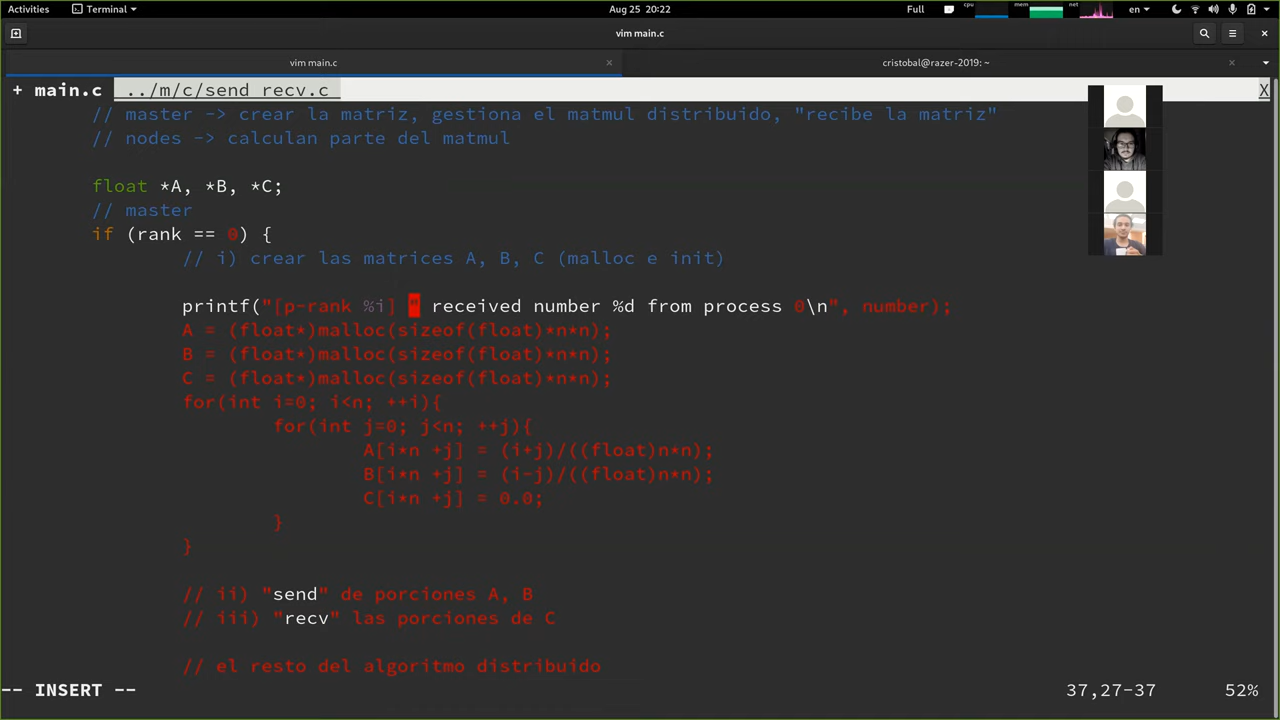 Activities Terminal Aug 25 20:22 Full cpu mem net en
vim main.c
vim main.c cristobal@razer-2019: ~
+ main.c ../m/c/send_recv.c X
// master -> crear la matriz, gestiona el matmul distribuido, "recibe la matriz"
// nodes -> calculan parte del matmul
float *A, *B, *C;
// master
if (rank == 0) {
// i) crear las matrices A, B, C (malloc e init)
printf("[p-rank %i] " received number %d from process 0\n", number);
A = (float*)malloc(sizeof(float)*n*n);
B = (float*)malloc(sizeof(float)*n*n);
C = (float*)malloc(sizeof(float)*n*n);
for(int i=0; i<n; ++i){
for(int j=0; j<n; ++j){
A[i*n +j] = (i+j)/((float)n*n);
B[i*n +j] = (i-j)/((float)n*n);
C[i*n +j] = 0.0;
}
}
// ii) "send" de porciones A, B
// iii) "recv" las porciones de C
// el resto del algoritmo distribuido
-- INSERT -- 37,27-37 52%